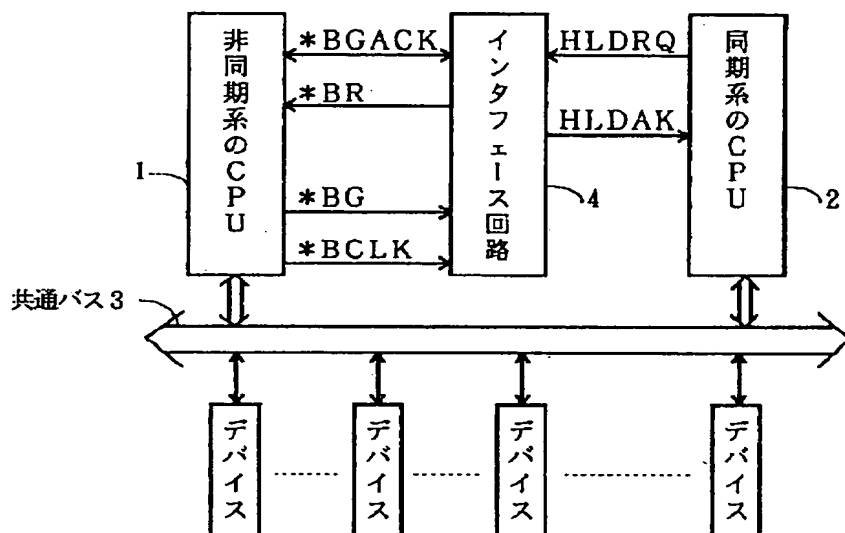 非同期系のCPU
*BGACK
*BR
*BG
*BCLK
インタフェース回路
HLDRQ
HLDAK
同期系のCPU
1
4
2
共通バス3
デバイス
デバイス
デバイス
デバイス